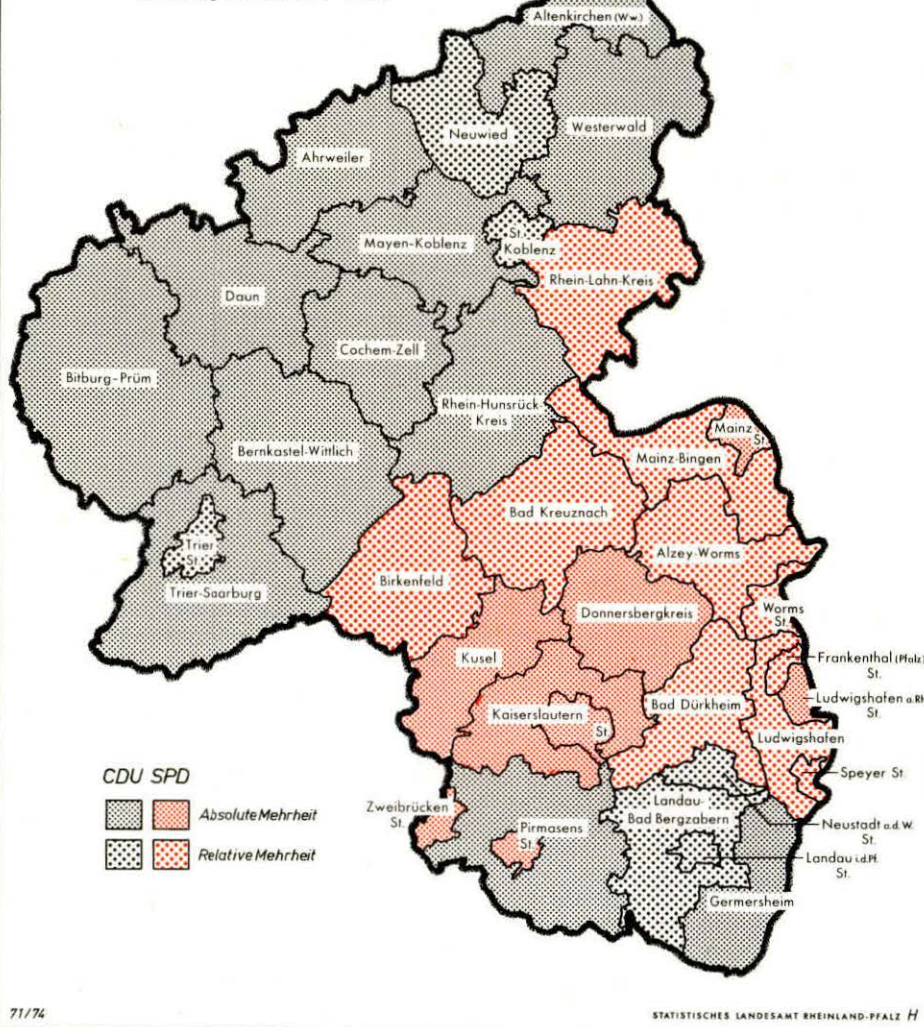 Altenkirchen (Ww.)
Neuwied
Westerwald
Ahrweiler
St.
Koblenz
Mayen-Koblenz
Rhein-Lahn-Kreis
Daun
Cochem-Zell
Bitburg-Prüm
Rhein-Hunsrück-
Kreis
Mainz
St.
Bernkastel-Wittlich
Mainz-Bingen
Bad Kreuznach
Trier
St.
Alzey-Worms
Birkenfeld
Trier-Saarburg
Donnersbergkreis
Worms
St.
Kusel
Frankenthal (Pfalz)
St.
Ludwigshafen a.Rh
St.
Bad Dürkheim
Kaiserslautern
St.
Ludwigshafen
Speyer St.
CDU SPD
Absolute Mehrheit
Relative Mehrheit
Zweibrücken
St.
Pirmasens
St.
Landau-
Bad Bergzabern
Neustadt a.d.W.
St.
Landau i.d.Pf.
St.
Germersheim
71/74
STATISTISCHES LANDESAMT RHEINLAND-PFALZ H